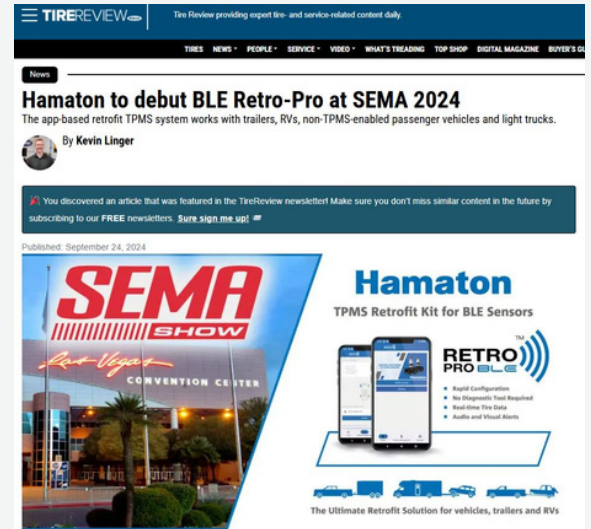 TIREREVIEW
Tire Review providing expert tire- and service-related content daily.
TIRES NEWS PEOPLE SERVICE VIDEO WHAT'S TREADING TOP SHOP DIGITAL MAGAZINE BUYER'S
News
Hamaton to debut BLE Retro-Pro at SEMA 2024
The app-based retrofit TPMS system works with trailers, RVs, non-TPMS-enabled passenger vehicles and light trucks.
By Kevin Linger
You discovered an article that was featured in the TireReview newsletter! Make sure you don't miss similar content in the future by
subscribing to our FREE newsletters. Sure sign me up!
Published: September 24, 2024
SEMA
SHOW
Las Vegas
CONVENTION CENTER
Hamaton
TPMS Retrofit Kit for BLE Sensors
RETRO TM
PRO BLE
• Rapid Configuration
• No Diagnostic Tool Required
• Real-time Tire Data
• Audio and Visual Alerts
The Ultimate Retrofit Solution for vehicles, trailers and RVs